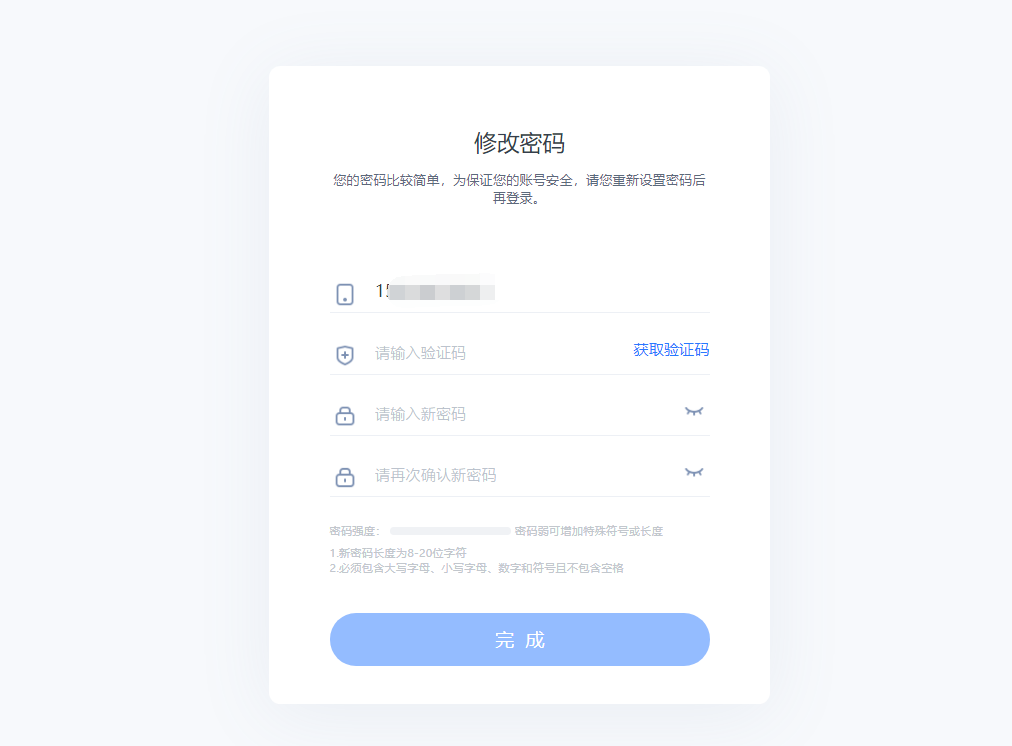 修改密码
您的密码比较简单，为保证您的账号安全，请您重新设置密码后
再登录。
15
请输入验证码 获取验证码
请输入新密码
请再次确认新密码
密码强度： 密码弱可增加特殊符号或长度
1.新密码长度为8-20位字符
2.必须包含大写字母、小写字母、数字和符号且不包含空格
完 成